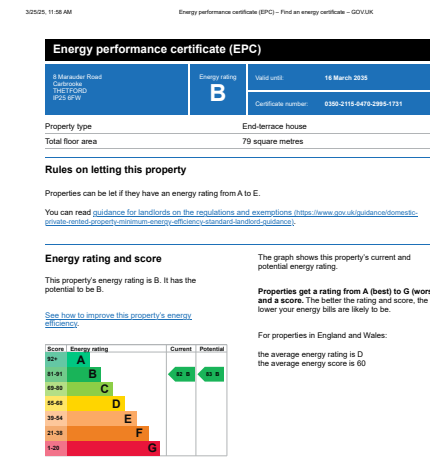 3/25/25, 11:58 AM
Energy performance certificate (EPC) – Find an energy certificate – GOV.UK
Energy performance certificate (EPC)
8 Marauder Road
Carbrooke
THETFORD
IP25 6FW
Energy rating
B
Valid until:
16 March 2035
Certificate number:
0350-2115-0470-2995-1731
Property type
End-terrace house
Total floor area
79 square metres
Rules on letting this property
Properties can be let if they have an energy rating from A to E.
You can read guidance for landlords on the regulations and exemptions (https://www.gov.uk/guidance/domestic-
private-rented-property-minimum-energy-efficiency-standard-landlord-guidance).
Energy rating and score
This property's energy rating is B. It has the
potential to be B.
See how to improve this property's energy
efficiency.
Score Energy rating Current Potential
92+ A
81-91 B 82 B 83 B
69-80 C
55-68 D
39-54 E
21-38 F
1-20 G
The graph shows this property's current and
potential energy rating.
Properties get a rating from A (best) to G (wors
and a score. The better the rating and score, the
lower your energy bills are likely to be.
For properties in England and Wales:
the average energy rating is D
the average energy score is 60